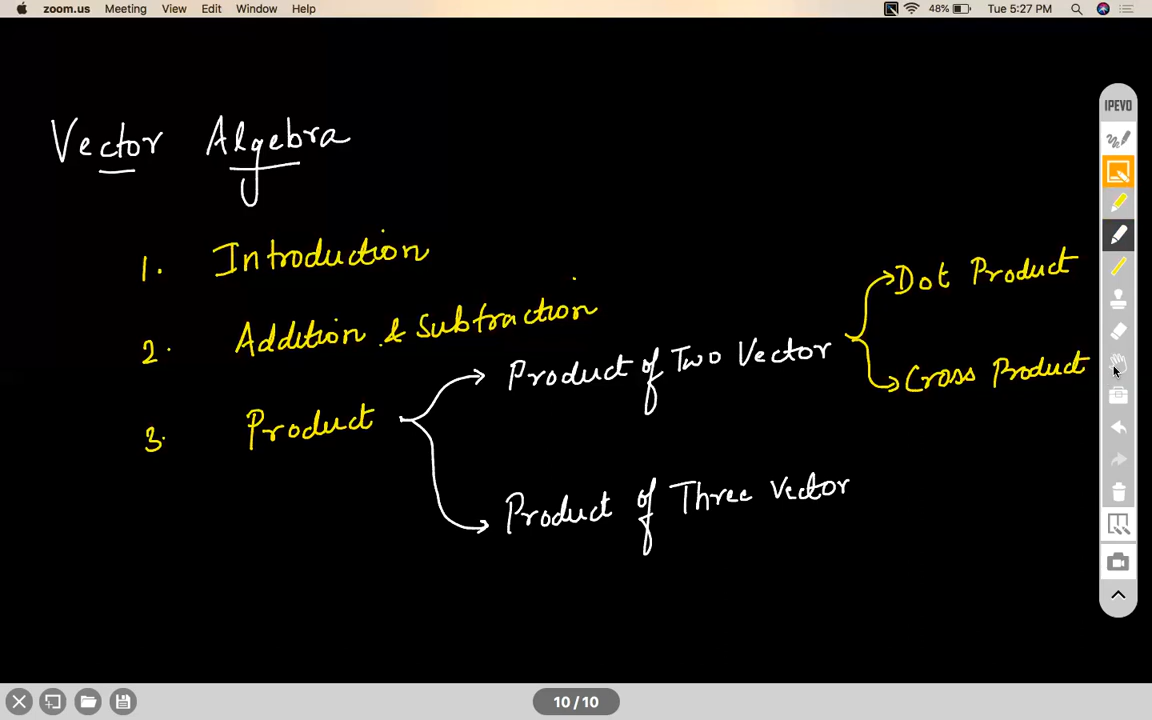 zoom.us Meeting View Edit Window Help 48% Tue 5:27 PM
IPEVO
Vector Algebra
1. Introduction
2. Addition & Subtraction
3. Product
Product of Two Vector
Dot Product
Cross Product
Product of Three Vector
10 / 10